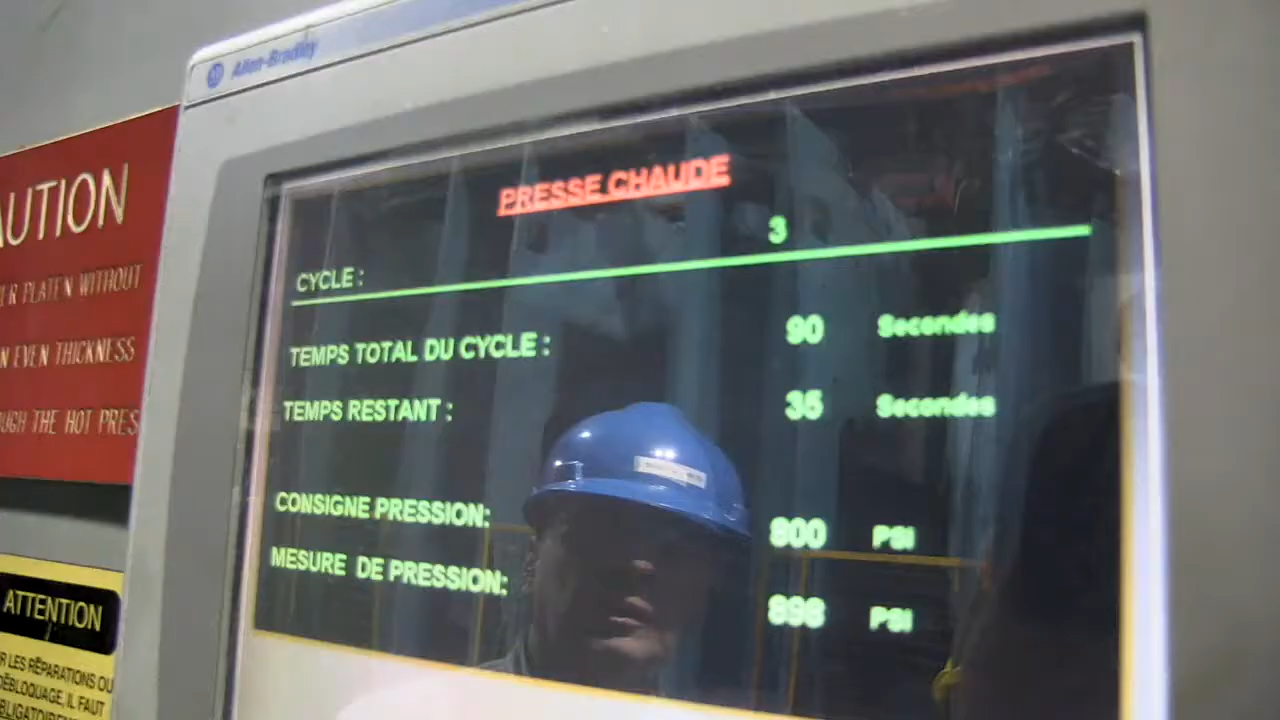 Allen-Bradley
AUTION
ER PLATEN WITHOUT
N EVEN THICKNESS
UGH THE HOT PRES
ATTENTION
R LES RÉPARATIONS OU
DÉBLOQUAGE, IL FAUT
PRESSE CHAUDE
CYCLE : 3
TEMPS TOTAL DU CYCLE : 90 Secondes
TEMPS RESTANT : 35 Secondes
CONSIGNE PRESSION: 800 PSI
MESURE DE PRESSION: 898 PSI